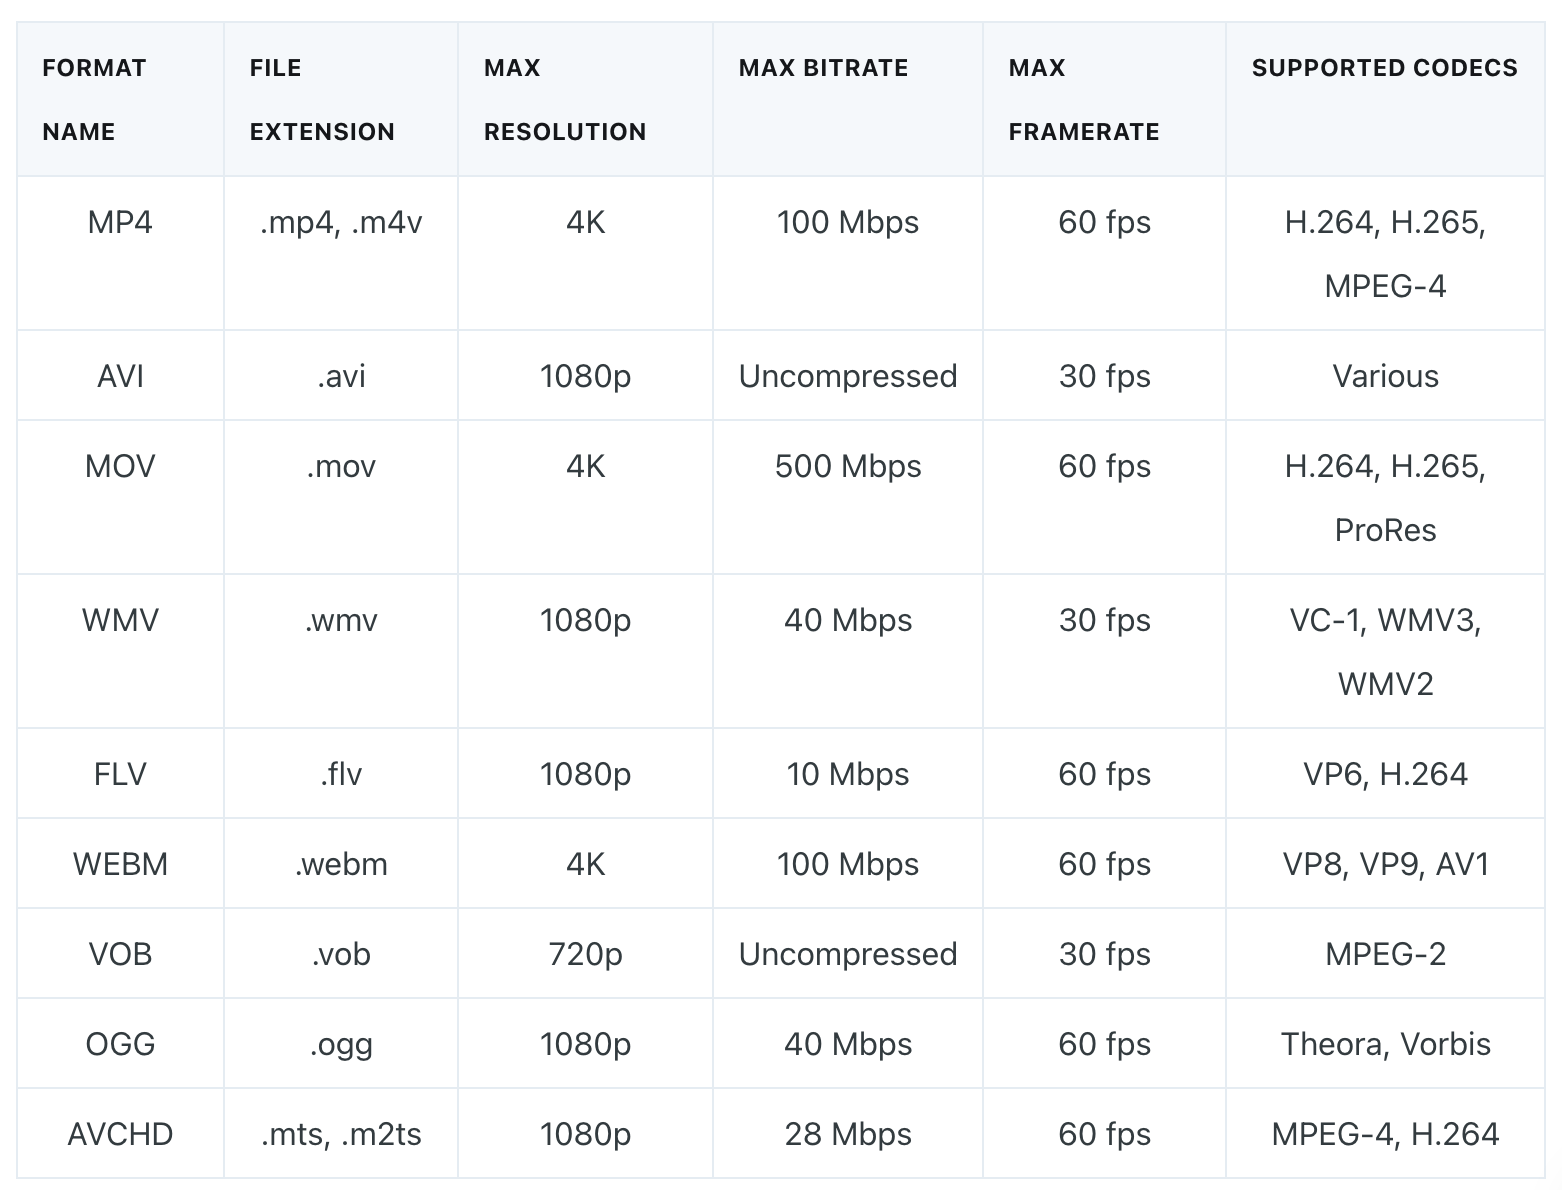 FORMAT NAME FILE EXTENSION MAX RESOLUTION MAX BITRATE MAX FRAMERATE SUPPORTED CODECS
MP4 .mp4, .m4v 4K 100 Mbps 60 fps H.264, H.265, MPEG-4
AVI .avi 1080p Uncompressed 30 fps Various
MOV .mov 4K 500 Mbps 60 fps H.264, H.265, ProRes
WMV .wmv 1080p 40 Mbps 30 fps VC-1, WMV3, WMV2
FLV .flv 1080p 10 Mbps 60 fps VP6, H.264
WEBM .webm 4K 100 Mbps 60 fps VP8, VP9, AV1
VOB .vob 720p Uncompressed 30 fps MPEG-2
OGG .ogg 1080p 40 Mbps 60 fps Theora, Vorbis
AVCHD .mts, .m2ts 1080p 28 Mbps 60 fps MPEG-4, H.264